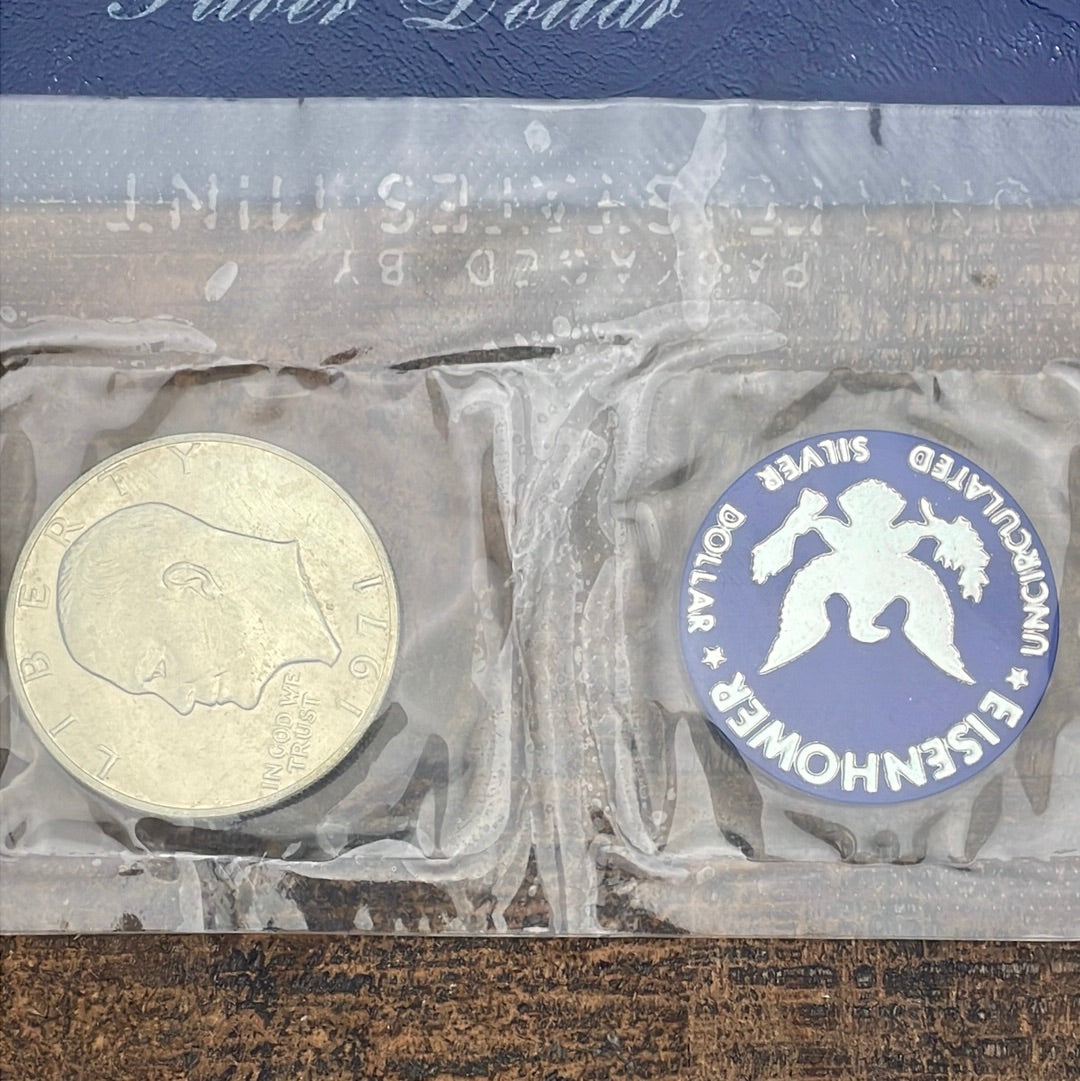 Silver Dollar
UNITED STATES MINT
PACKAGED BY
LIBERTY
IN GOD WE
TRUST
1971
EISENHOWER
★ UNCIRCULATED SILVER DOLLAR ★